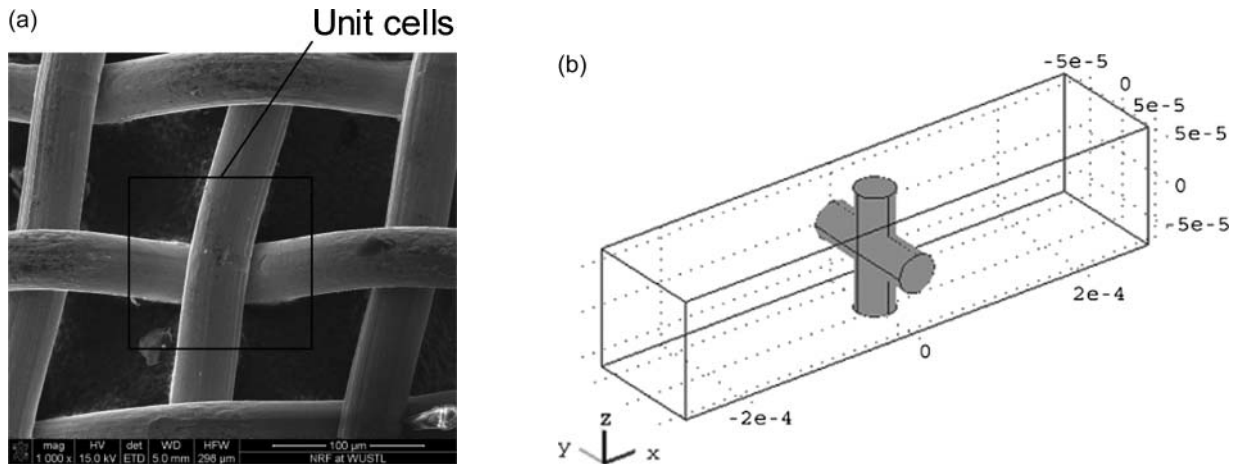 (a)
Unit cells
mag HV det WD HFW 100 µm
1 000 x 15.0 kV ETD 5.0 mm 298 µm NRF at WUSTL
(b)
-5e-5
0
5e-5
5e-5
0
-5e-5
2e-4
0
-2e-4
z
y x